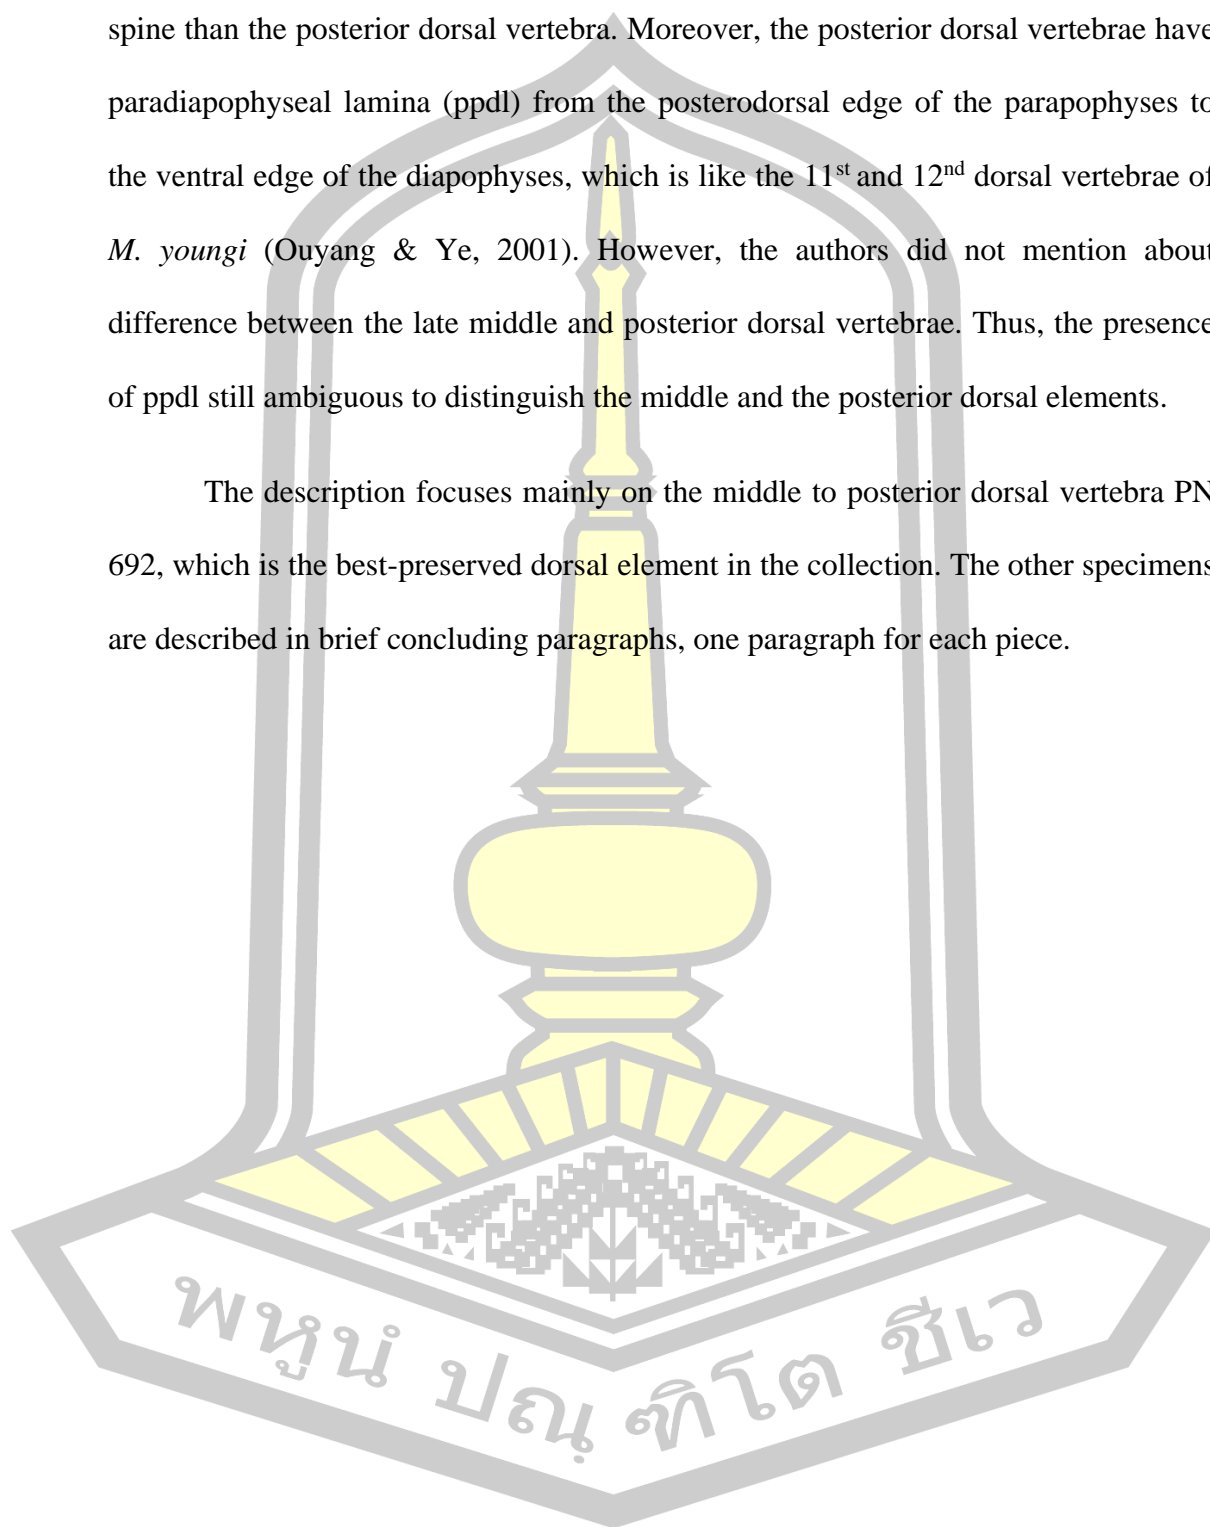 spine than the posterior dorsal vertebra. Moreover, the posterior dorsal vertebrae have
paradiapophyseal lamina (ppdl) from the posterodorsal edge of the parapophyses to
the ventral edge of the diapophyses, which is like the 11st and 12nd dorsal vertebrae of
M. youngi (Ouyang & Ye, 2001). However, the authors did not mention about
difference between the late middle and posterior dorsal vertebrae. Thus, the presence
of ppdl still ambiguous to distinguish the middle and the posterior dorsal elements.
The description focuses mainly on the middle to posterior dorsal vertebra PN
692, which is the best-preserved dorsal element in the collection. The other specimens
are described in brief concluding paragraphs, one paragraph for each piece.
พหูนํ ปณฺฑิโต ชีเว